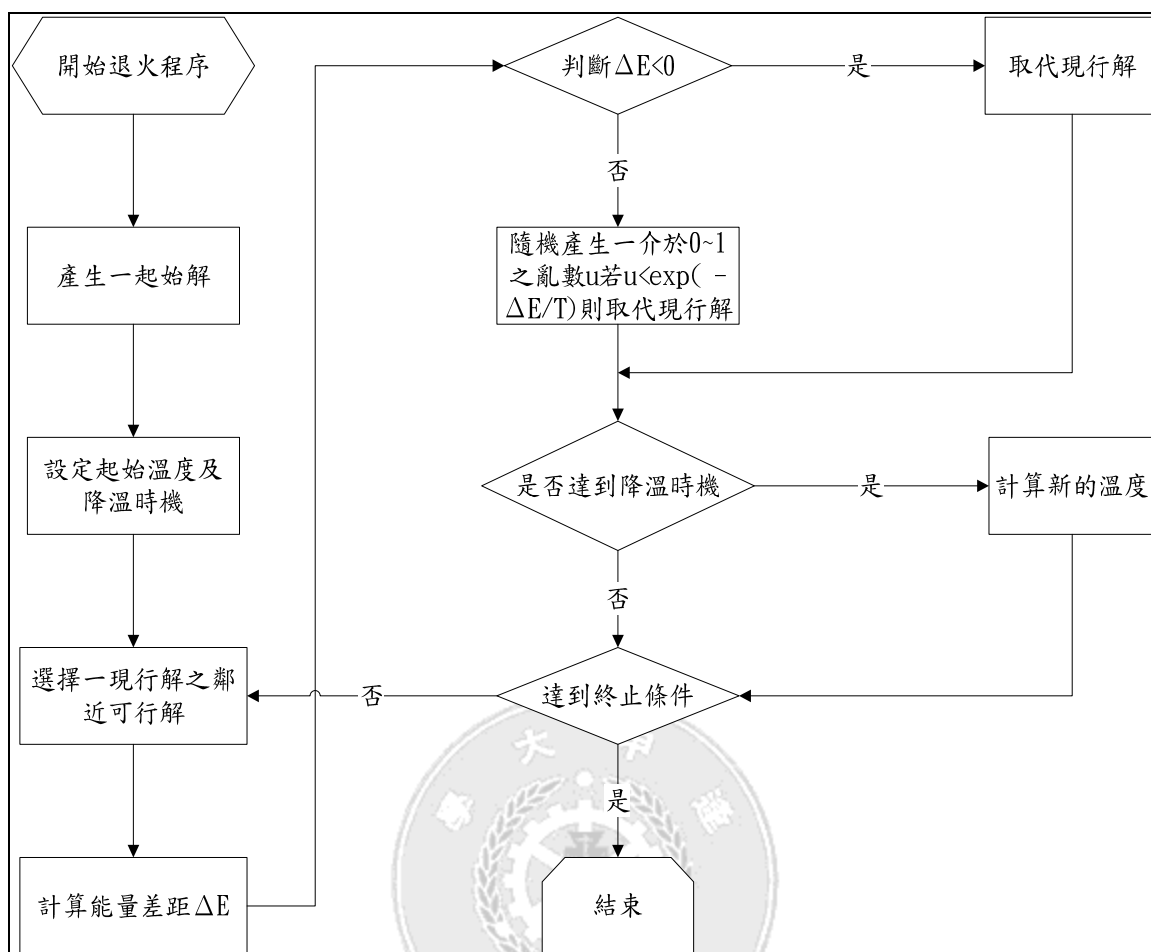 開始退火程序
產生一起始解
設定起始溫度及
降溫時機
選擇一現行解之鄰
近可行解
計算能量差距ΔE
判斷ΔE<0
是
取代現行解
否
隨機產生一介於0~1
之亂數u若u<exp( -
ΔE/T)則取代現行解
是否達到降溫時機
是
計算新的溫度
否
達到終止條件
否
是
結束
大 甲
學 逢